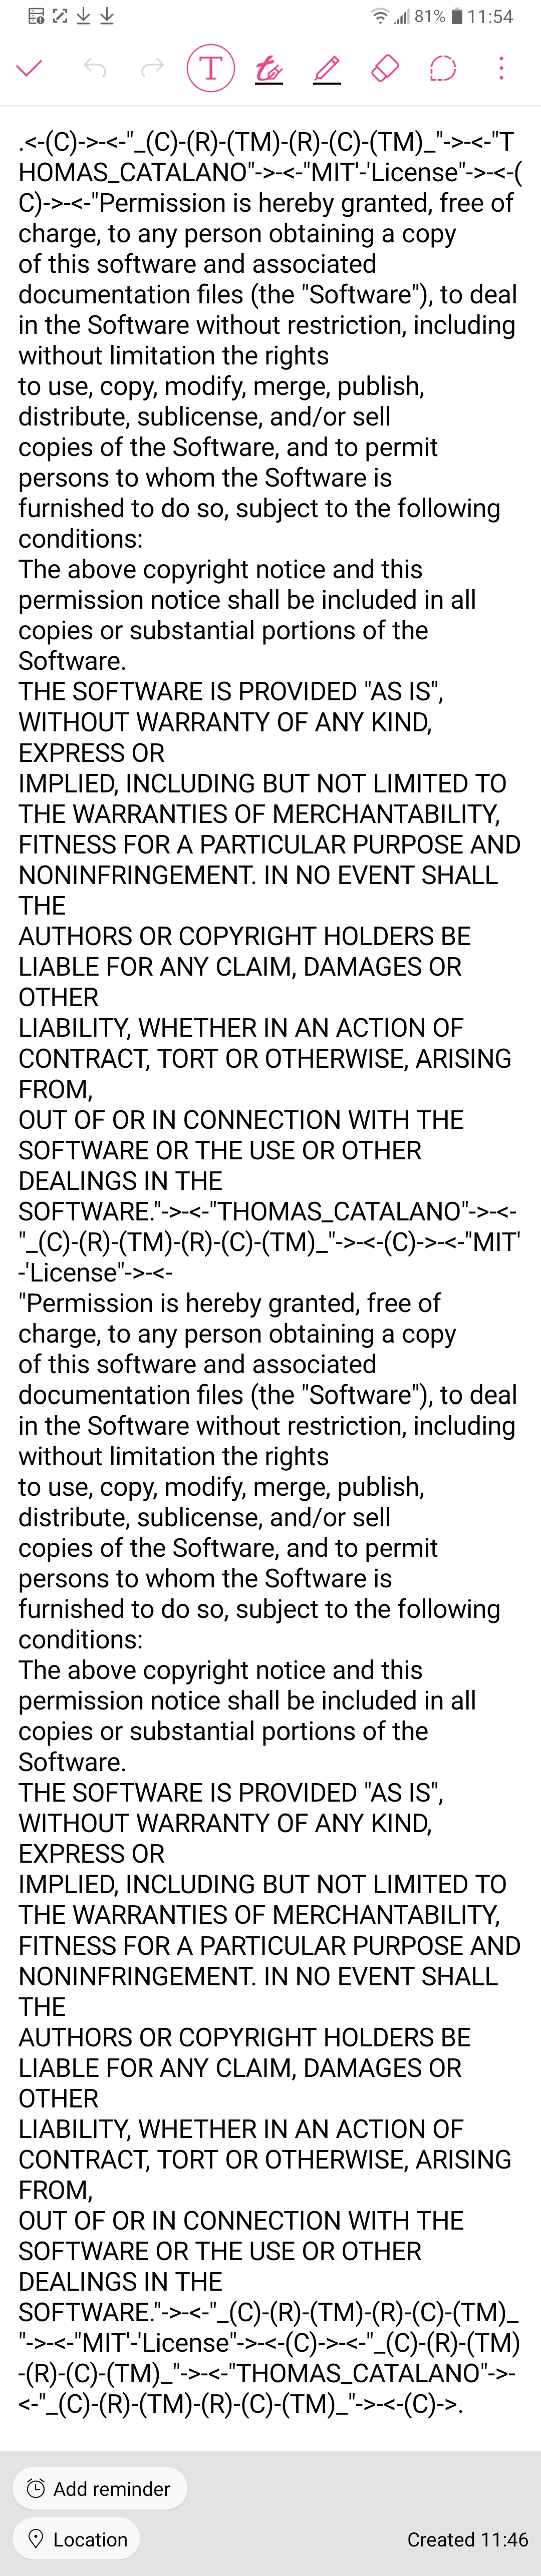 81% 11:54
T
.<-(C)->-<-"_(C)-(R)-(TM)-(R)-(C)-(TM)_"->-<-"T
HOMAS_CATALANO"->-<-"MIT'-'License"->-<-(
C)->-<-"Permission is hereby granted, free of
charge, to any person obtaining a copy
of this software and associated
documentation files (the "Software"), to deal
in the Software without restriction, including
without limitation the rights
to use, copy, modify, merge, publish,
distribute, sublicense, and/or sell
copies of the Software, and to permit
persons to whom the Software is
furnished to do so, subject to the following
conditions:
The above copyright notice and this
permission notice shall be included in all
copies or substantial portions of the
Software.
THE SOFTWARE IS PROVIDED "AS IS",
WITHOUT WARRANTY OF ANY KIND,
EXPRESS OR
IMPLIED, INCLUDING BUT NOT LIMITED TO
THE WARRANTIES OF MERCHANTABILITY,
FITNESS FOR A PARTICULAR PURPOSE AND
NONINFRINGEMENT. IN NO EVENT SHALL
THE
AUTHORS OR COPYRIGHT HOLDERS BE
LIABLE FOR ANY CLAIM, DAMAGES OR
OTHER
LIABILITY, WHETHER IN AN ACTION OF
CONTRACT, TORT OR OTHERWISE, ARISING
FROM,
OUT OF OR IN CONNECTION WITH THE
SOFTWARE OR THE USE OR OTHER
DEALINGS IN THE
SOFTWARE."->-<-"THOMAS_CATALANO"->-<-
"_(C)-(R)-(TM)-(R)-(C)-(TM)_"->-<-(C)->-<-"MIT'
-'License"->-<-
"Permission is hereby granted, free of
charge, to any person obtaining a copy
of this software and associated
documentation files (the "Software"), to deal
in the Software without restriction, including
without limitation the rights
to use, copy, modify, merge, publish,
distribute, sublicense, and/or sell
copies of the Software, and to permit
persons to whom the Software is
furnished to do so, subject to the following
conditions:
The above copyright notice and this
permission notice shall be included in all
copies or substantial portions of the
Software.
THE SOFTWARE IS PROVIDED "AS IS",
WITHOUT WARRANTY OF ANY KIND,
EXPRESS OR
IMPLIED, INCLUDING BUT NOT LIMITED TO
THE WARRANTIES OF MERCHANTABILITY,
FITNESS FOR A PARTICULAR PURPOSE AND
NONINFRINGEMENT. IN NO EVENT SHALL
THE
AUTHORS OR COPYRIGHT HOLDERS BE
LIABLE FOR ANY CLAIM, DAMAGES OR
OTHER
LIABILITY, WHETHER IN AN ACTION OF
CONTRACT, TORT OR OTHERWISE, ARISING
FROM,
OUT OF OR IN CONNECTION WITH THE
SOFTWARE OR THE USE OR OTHER
DEALINGS IN THE
SOFTWARE."->-<-"_(C)-(R)-(TM)-(R)-(C)-(TM)_
"->-<-"MIT'-'License"->-<-(C)->-<-"_(C)-(R)-(TM)
-(R)-(C)-(TM)_"->-<-"THOMAS_CATALANO"->-
<-"_(C)-(R)-(TM)-(R)-(C)-(TM)_"->-<-(C)->.
Add reminder
Location Created 11:46